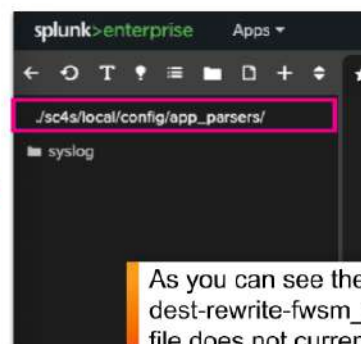 splunk>enterprise Apps
./sc4s/local/config/app_parsers/
syslog
As you can see the
dest-rewrite-fwsm_
file does not curren